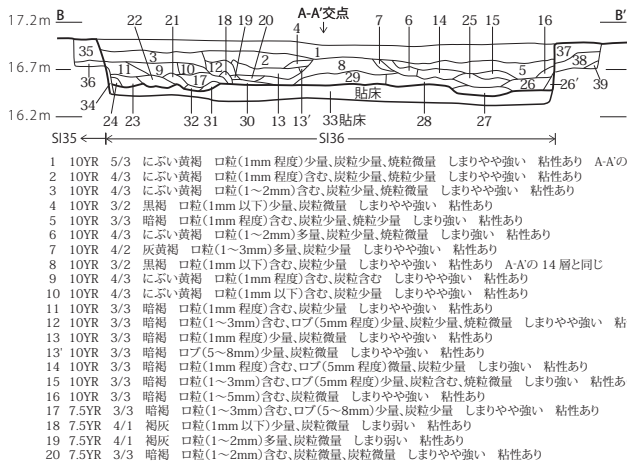 17.2m B A-A'交点 B'
22 21 18 19 20 4 7 6 14 25 15 16
35 3 12 2 1 37
16.7m 11 9 10 8 5 38
36 17 29 26 26' 39
34 貼床
24 23 32 31 30 13 13' 33貼床 28 27
16.2m
SI35 SI36
1 10YR 5/3 にぶい黄褐 ロ粒(1mm 程度)少量、炭粒少量、焼粒微量 しまりやや強い 粘性あり A-A'の
2 10YR 4/3 にぶい黄褐 ロ粒(1mm 程度)含む、炭粒少量、焼粒少量 しまりやや強い 粘性あり
3 10YR 4/3 にぶい黄褐 ロ粒(1～2mm)含む、炭粒少量、焼粒微量 しまりやや強い 粘性あり
4 10YR 3/2 黒褐 ロ粒(1mm 以下)少量、炭粒微量 しまりやや強い 粘性あり
5 10YR 3/3 暗褐 ロ粒(1mm 程度)含む、炭粒少量、焼粒少量 しまり強い 粘性あり
6 10YR 4/3 にぶい黄褐 ロ粒(1～2mm)多量、炭粒少量、焼粒微量 しまり強い 粘性あり
7 10YR 4/2 灰黄褐 ロ粒(1～3mm)多量、炭粒少量 しまりやや強い 粘性あり
8 10YR 3/2 黒褐 ロ粒(1mm 以下)含む、炭粒少量 しまりやや強い 粘性あり A-A'の 14 層と同じ
9 10YR 4/3 にぶい黄褐 ロ粒(1mm 程度)含む、炭粒含む しまりやや強い 粘性あり
10 10YR 4/3 にぶい黄褐 ロ粒(1mm 以下)含む、炭粒少量 しまりやや強い 粘性あり
11 10YR 3/3 暗褐 ロ粒(1mm 程度)含む、炭粒少量 しまりやや強い 粘性あり
12 10YR 3/3 暗褐 ロ粒(1～3mm)含む、ロブ(5mm 程度)少量、炭粒少量、焼粒微量 しまりやや強い 粘
13 10YR 3/3 暗褐 ロ粒(1mm 程度)少量、炭粒微量 しまりやや強い 粘性あり
13' 10YR 3/3 暗褐 ロブ(5～8mm)少量、炭粒微量 しまりやや強い 粘性あり
14 10YR 3/3 暗褐 ロ粒(1mm 程度)含む、ロブ(5mm 程度)微量、炭粒少量 しまりやや強い 粘性あり
15 10YR 3/3 暗褐 ロ粒(1～3mm)含む、ロブ(5mm 程度)少量、炭粒含む、焼粒微量 しまり強い 粘性あ
16 10YR 3/3 暗褐 ロ粒(1～5mm)含む、炭粒微量 しまりやや強い 粘性あり
17 7.5YR 3/3 暗褐 ロ粒(1～3mm)含む、ロブ(5～8mm)少量、炭粒少量 しまりやや強い 粘性あり
18 7.5YR 4/1 褐灰 ロ粒(1mm 以下)少量、炭粒微量 しまり弱い 粘性あり
19 7.5YR 4/1 褐灰 ロ粒(1～2mm)多量、炭粒微量 しまり弱い 粘性あり
20 7.5YR 3/3 暗褐 ロ粒(1～2mm)含む、炭粒微量、炭粒微量 しまりやや強い 粘性あり